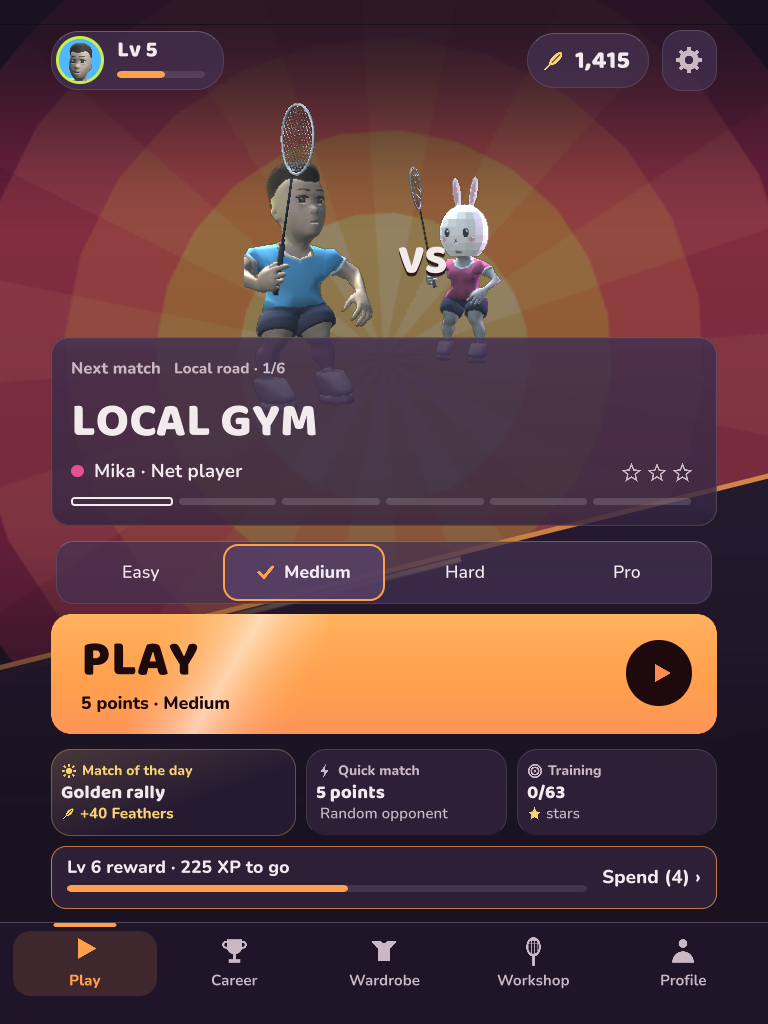 Lv 5
1,415
VS
Next match Local road · 1/6
LOCAL GYM
Mika · Net player
Easy
Medium
Hard
Pro
PLAY
5 points · Medium
Match of the day
Golden rally
+40 Feathers
Quick match
5 points
Random opponent
Training
0/63
stars
Lv 6 reward · 225 XP to go
Spend (4) ›
Play
Career
Wardrobe
Workshop
Profile